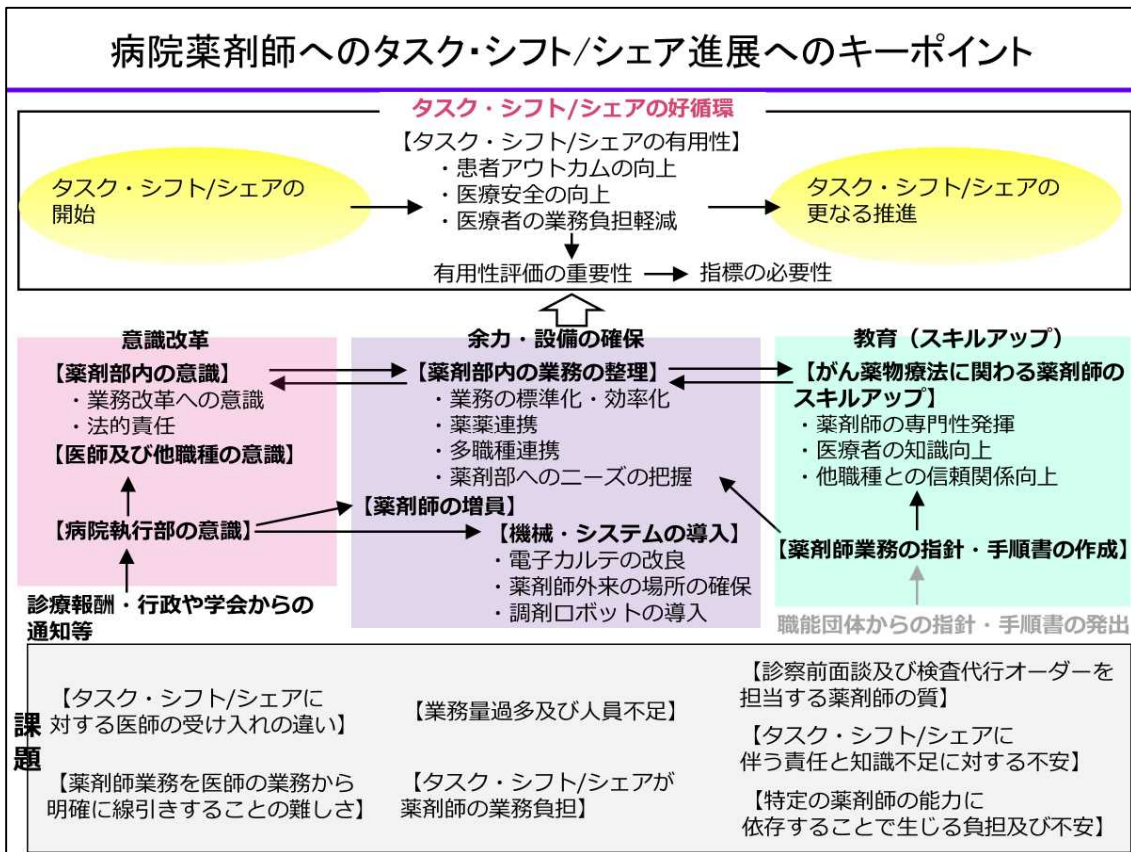 病院薬剤師へのタスク・シフト/シェア進展へのキーポイント
タスク・シフト/シェアの好循環
タスク・シフト/シェアの
開始
【タスク・シフト/シェアの有用性】
・患者アウトカムの向上
・医療安全の向上
・医療者の業務負担軽減
タスク・シフト/シェアの
更なる推進
有用性評価の重要性
指標の必要性
意識改革
【薬剤部内の意識】
・業務改革への意識
・法的責任
【医師及び他職種の意識】
【病院執行部の意識】
診療報酬・行政や学会からの
通知等
余力・設備の確保
【薬剤部内の業務の整理】
・業務の標準化・効率化
・薬薬連携
・多職種連携
・薬剤部へのニーズの把握
【薬剤師の増員】
【機械・システムの導入】
・電子カルテの改良
・薬剤師外来の場所の確保
・調剤ロボットの導入
教育（スキルアップ）
【がん薬物療法に関わる薬剤師の
スキルアップ】
・薬剤師の専門性発揮
・医療者の知識向上
・他職種との信頼関係向上
【薬剤師業務の指針・手順書の作成】
職能団体からの指針・手順書の発出
課題
【タスク・シフト/シェアに
対する医師の受け入れの違い】
【薬剤師業務を医師の業務から
明確に線引きすることの難しさ】
【業務量過多及び人員不足】
【タスク・シフト/シェアが
薬剤師の業務負担】
【診察前面談及び検査代行オーダーを
担当する薬剤師の質】
【タスク・シフト/シェアに
伴う責任と知識不足に対する不安】
【特定の薬剤師の能力に
依存することで生じる負担及び不安】